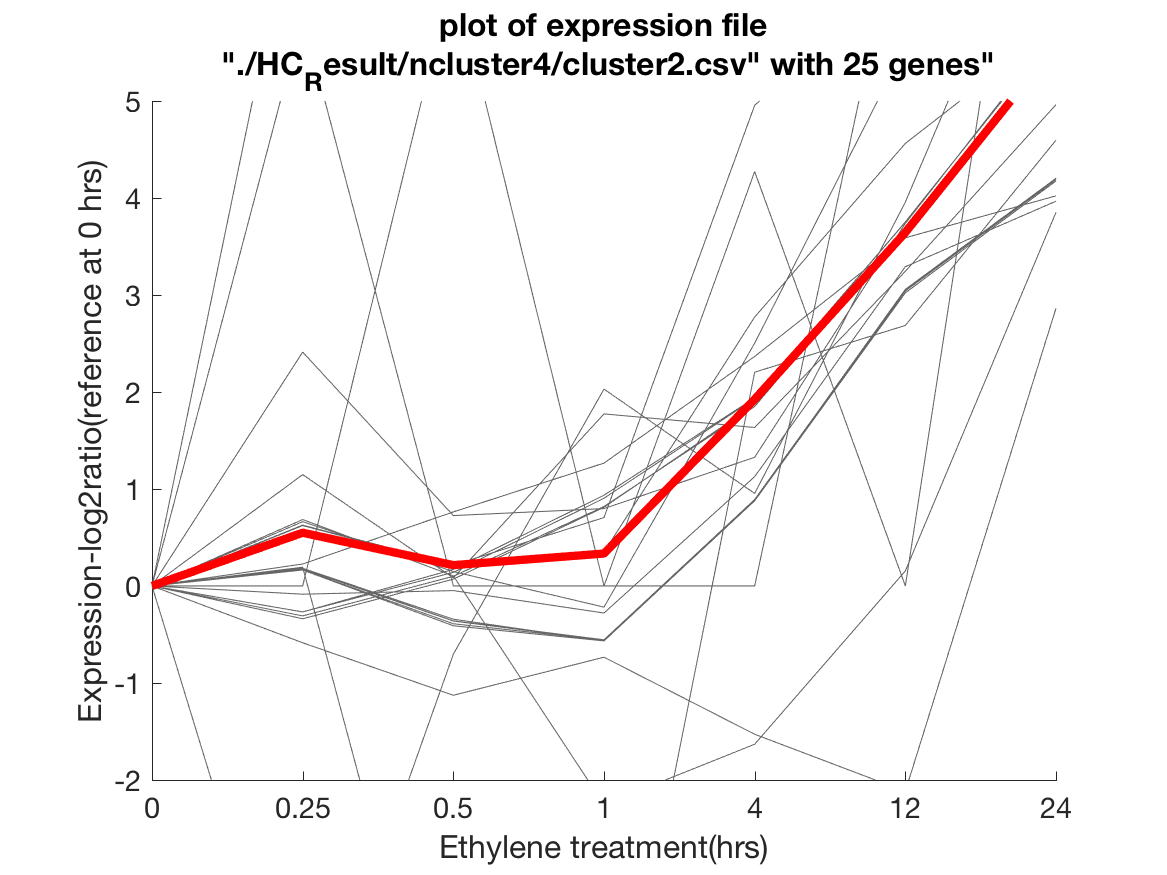 plot of expression file
"./HC_Result/ncluster4/cluster2.csv" with 25 genes"
Expression-log2ratio(reference at 0 hrs)
5
4
3
2
1
0
-1
-2
0 0.25 0.5 1 4 12 24
Ethylene treatment(hrs)